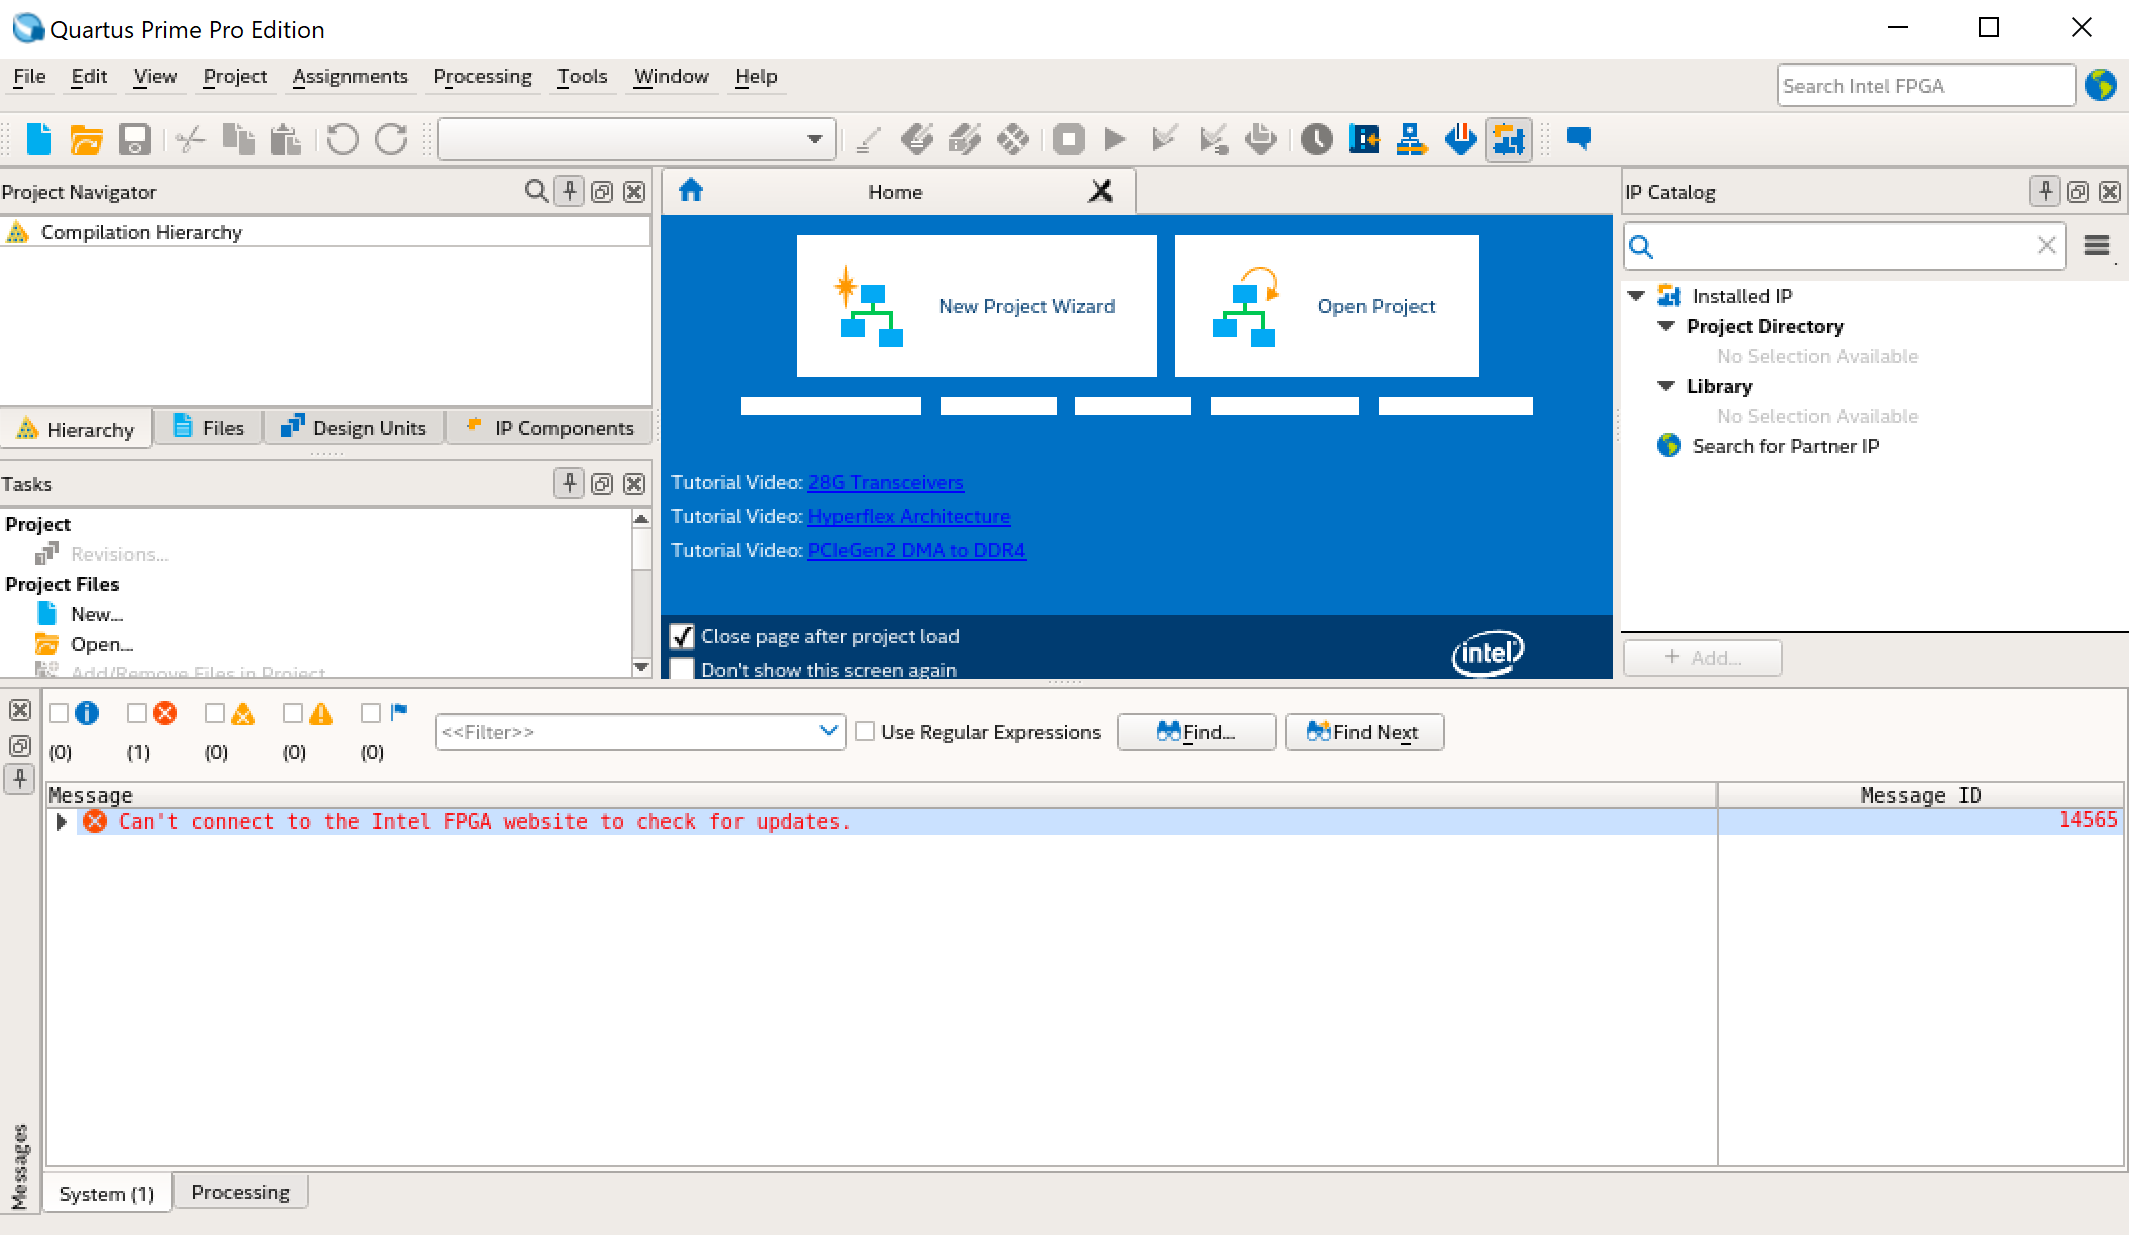 Quartus Prime Pro Edition
File Edit View Project Assignments Processing Tools Window Help
Search Intel FPGA
Project Navigator
Compilation Hierarchy
Hierarchy Files Design Units IP Components
Tasks
Project
Revisions...
Project Files
New...
Open...
Add/Remove Files in Project
Home
New Project Wizard
Open Project
Tutorial Video: 28G Transceivers
Tutorial Video: Hyperflex Architecture
Tutorial Video: PCIeGen2 DMA to DDR4
Close page after project load
Don't show this screen again
intel
IP Catalog
Installed IP
Project Directory
No Selection Available
Library
No Selection Available
Search for Partner IP
+ Add...
(0) (1) (0) (0) (0)
<<Filter>>
Use Regular Expressions
Find...
Find Next
Message
Message ID
Can't connect to the Intel FPGA website to check for updates.
14565
Messages
System (1)
Processing